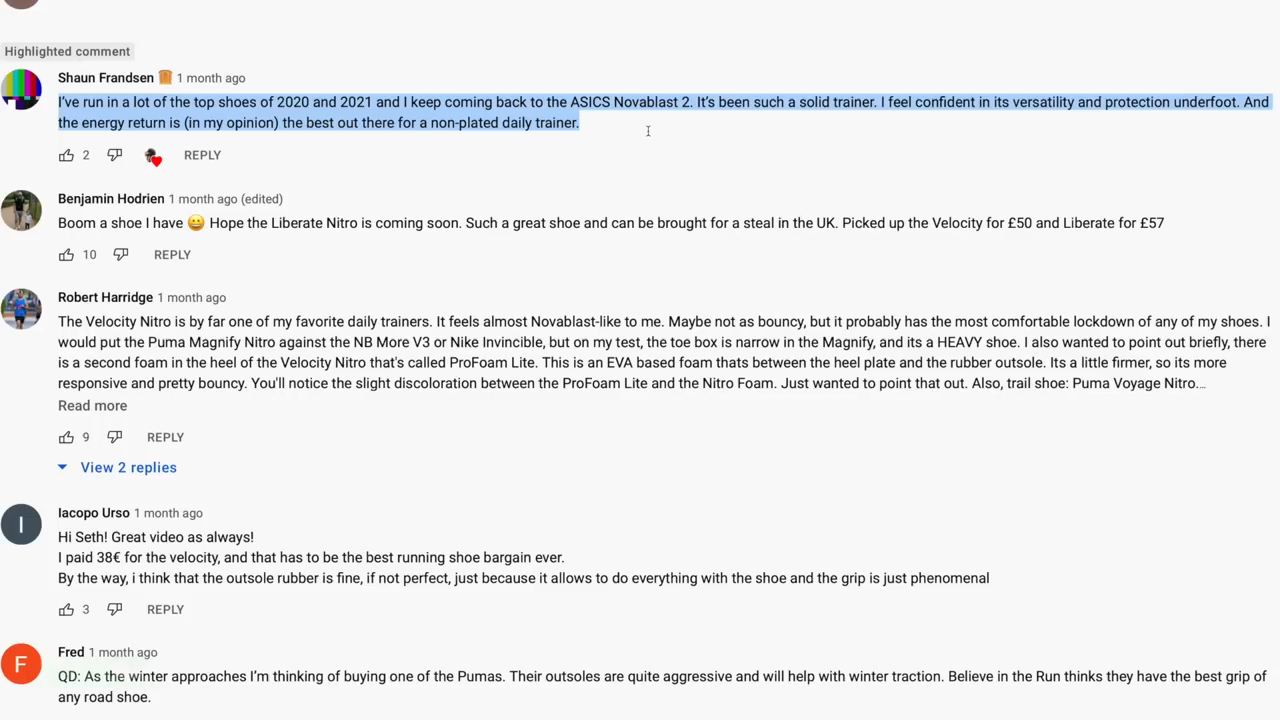 Highlighted comment
Shaun Frandsen 1 month ago
I've run in a lot of the top shoes of 2020 and 2021 and I keep coming back to the ASICS Novablast 2. It's been such a solid trainer. I feel confident in its versatility and protection underfoot. And
the energy return is (in my opinion) the best out there for a non-plated daily trainer.
2 REPLY
Benjamin Hodrien 1 month ago (edited)
Boom a shoe I have 😀 Hope the Liberate Nitro is coming soon. Such a great shoe and can be brought for a steal in the UK. Picked up the Velocity for £50 and Liberate for £57
10 REPLY
Robert Harridge 1 month ago
The Velocity Nitro is by far one of my favorite daily trainers. It feels almost Novablast-like to me. Maybe not as bouncy, but it probably has the most comfortable lockdown of any of my shoes. I
would put the Puma Magnify Nitro against the NB More V3 or Nike Invincible, but on my test, the toe box is narrow in the Magnify, and its a HEAVY shoe. I also wanted to point out briefly, there
is a second foam in the heel of the Velocity Nitro that's called ProFoam Lite. This is an EVA based foam thats between the heel plate and the rubber outsole. Its a little firmer, so its more
responsive and pretty bouncy. You'll notice the slight discoloration between the ProFoam Lite and the Nitro Foam. Just wanted to point that out. Also, trail shoe: Puma Voyage Nitro...
Read more
9 REPLY
View 2 replies
I
Iacopo Urso 1 month ago
Hi Seth! Great video as always!
I paid 38€ for the velocity, and that has to be the best running shoe bargain ever.
By the way, i think that the outsole rubber is fine, if not perfect, just because it allows to do everything with the shoe and the grip is just phenomenal
3 REPLY
F
Fred 1 month ago
QD: As the winter approaches I'm thinking of buying one of the Pumas. Their outsoles are quite aggressive and will help with winter traction. Believe in the Run thinks they have the best grip of
any road shoe.